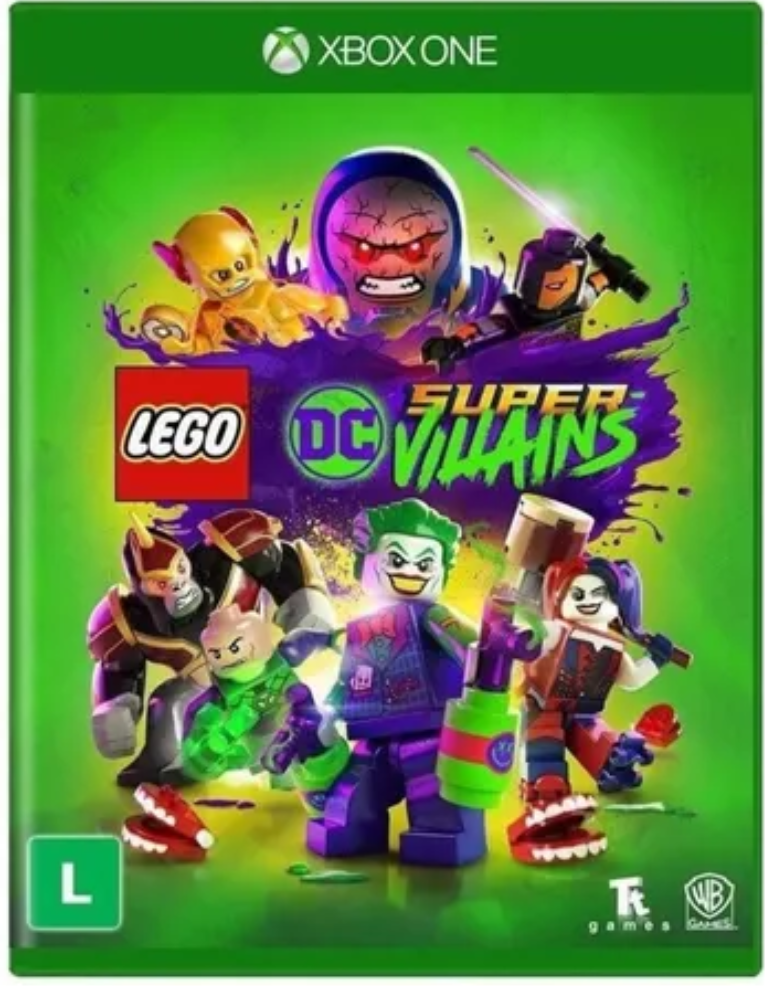 XBOX ONE
LEGO DC SUPER-
VILLAINS
L
Tt WB
games GAMES